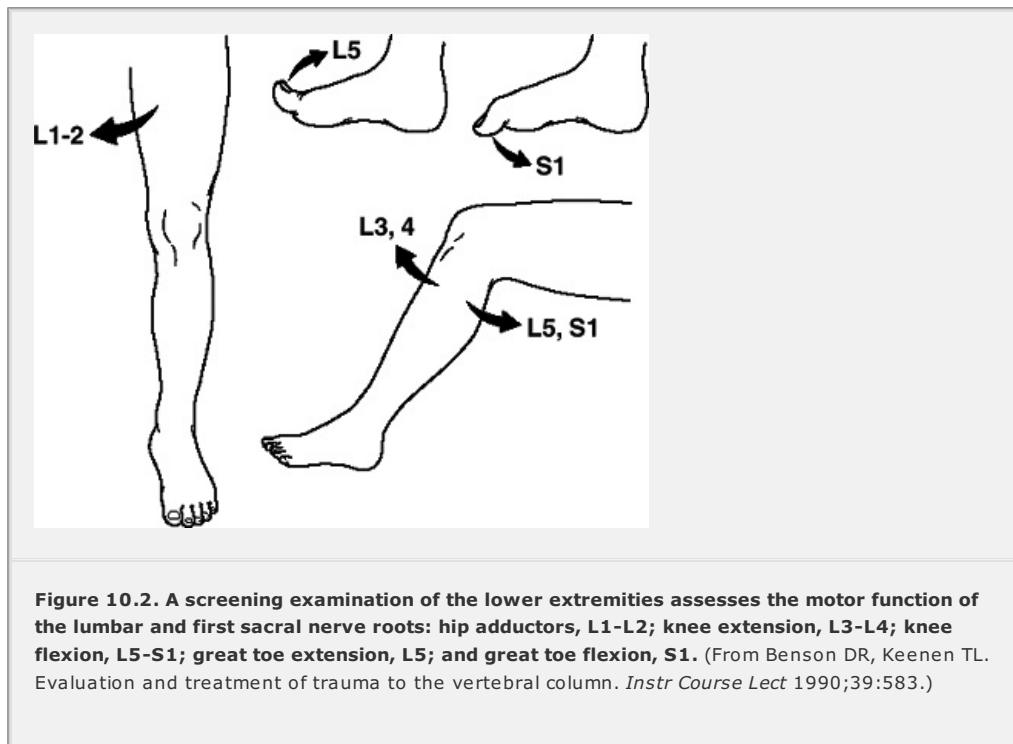 L5
L1-2
S1
L3, 4
L5, S1
Figure 10.2. A screening examination of the lower extremities assesses the motor function of
the lumbar and first sacral nerve roots: hip adductors, L1-L2; knee extension, L3-L4; knee
flexion, L5-S1; great toe extension, L5; and great toe flexion, S1. (From Benson DR, Keenen TL.
Evaluation and treatment of trauma to the vertebral column. Instr Course Lect 1990;39:583.)